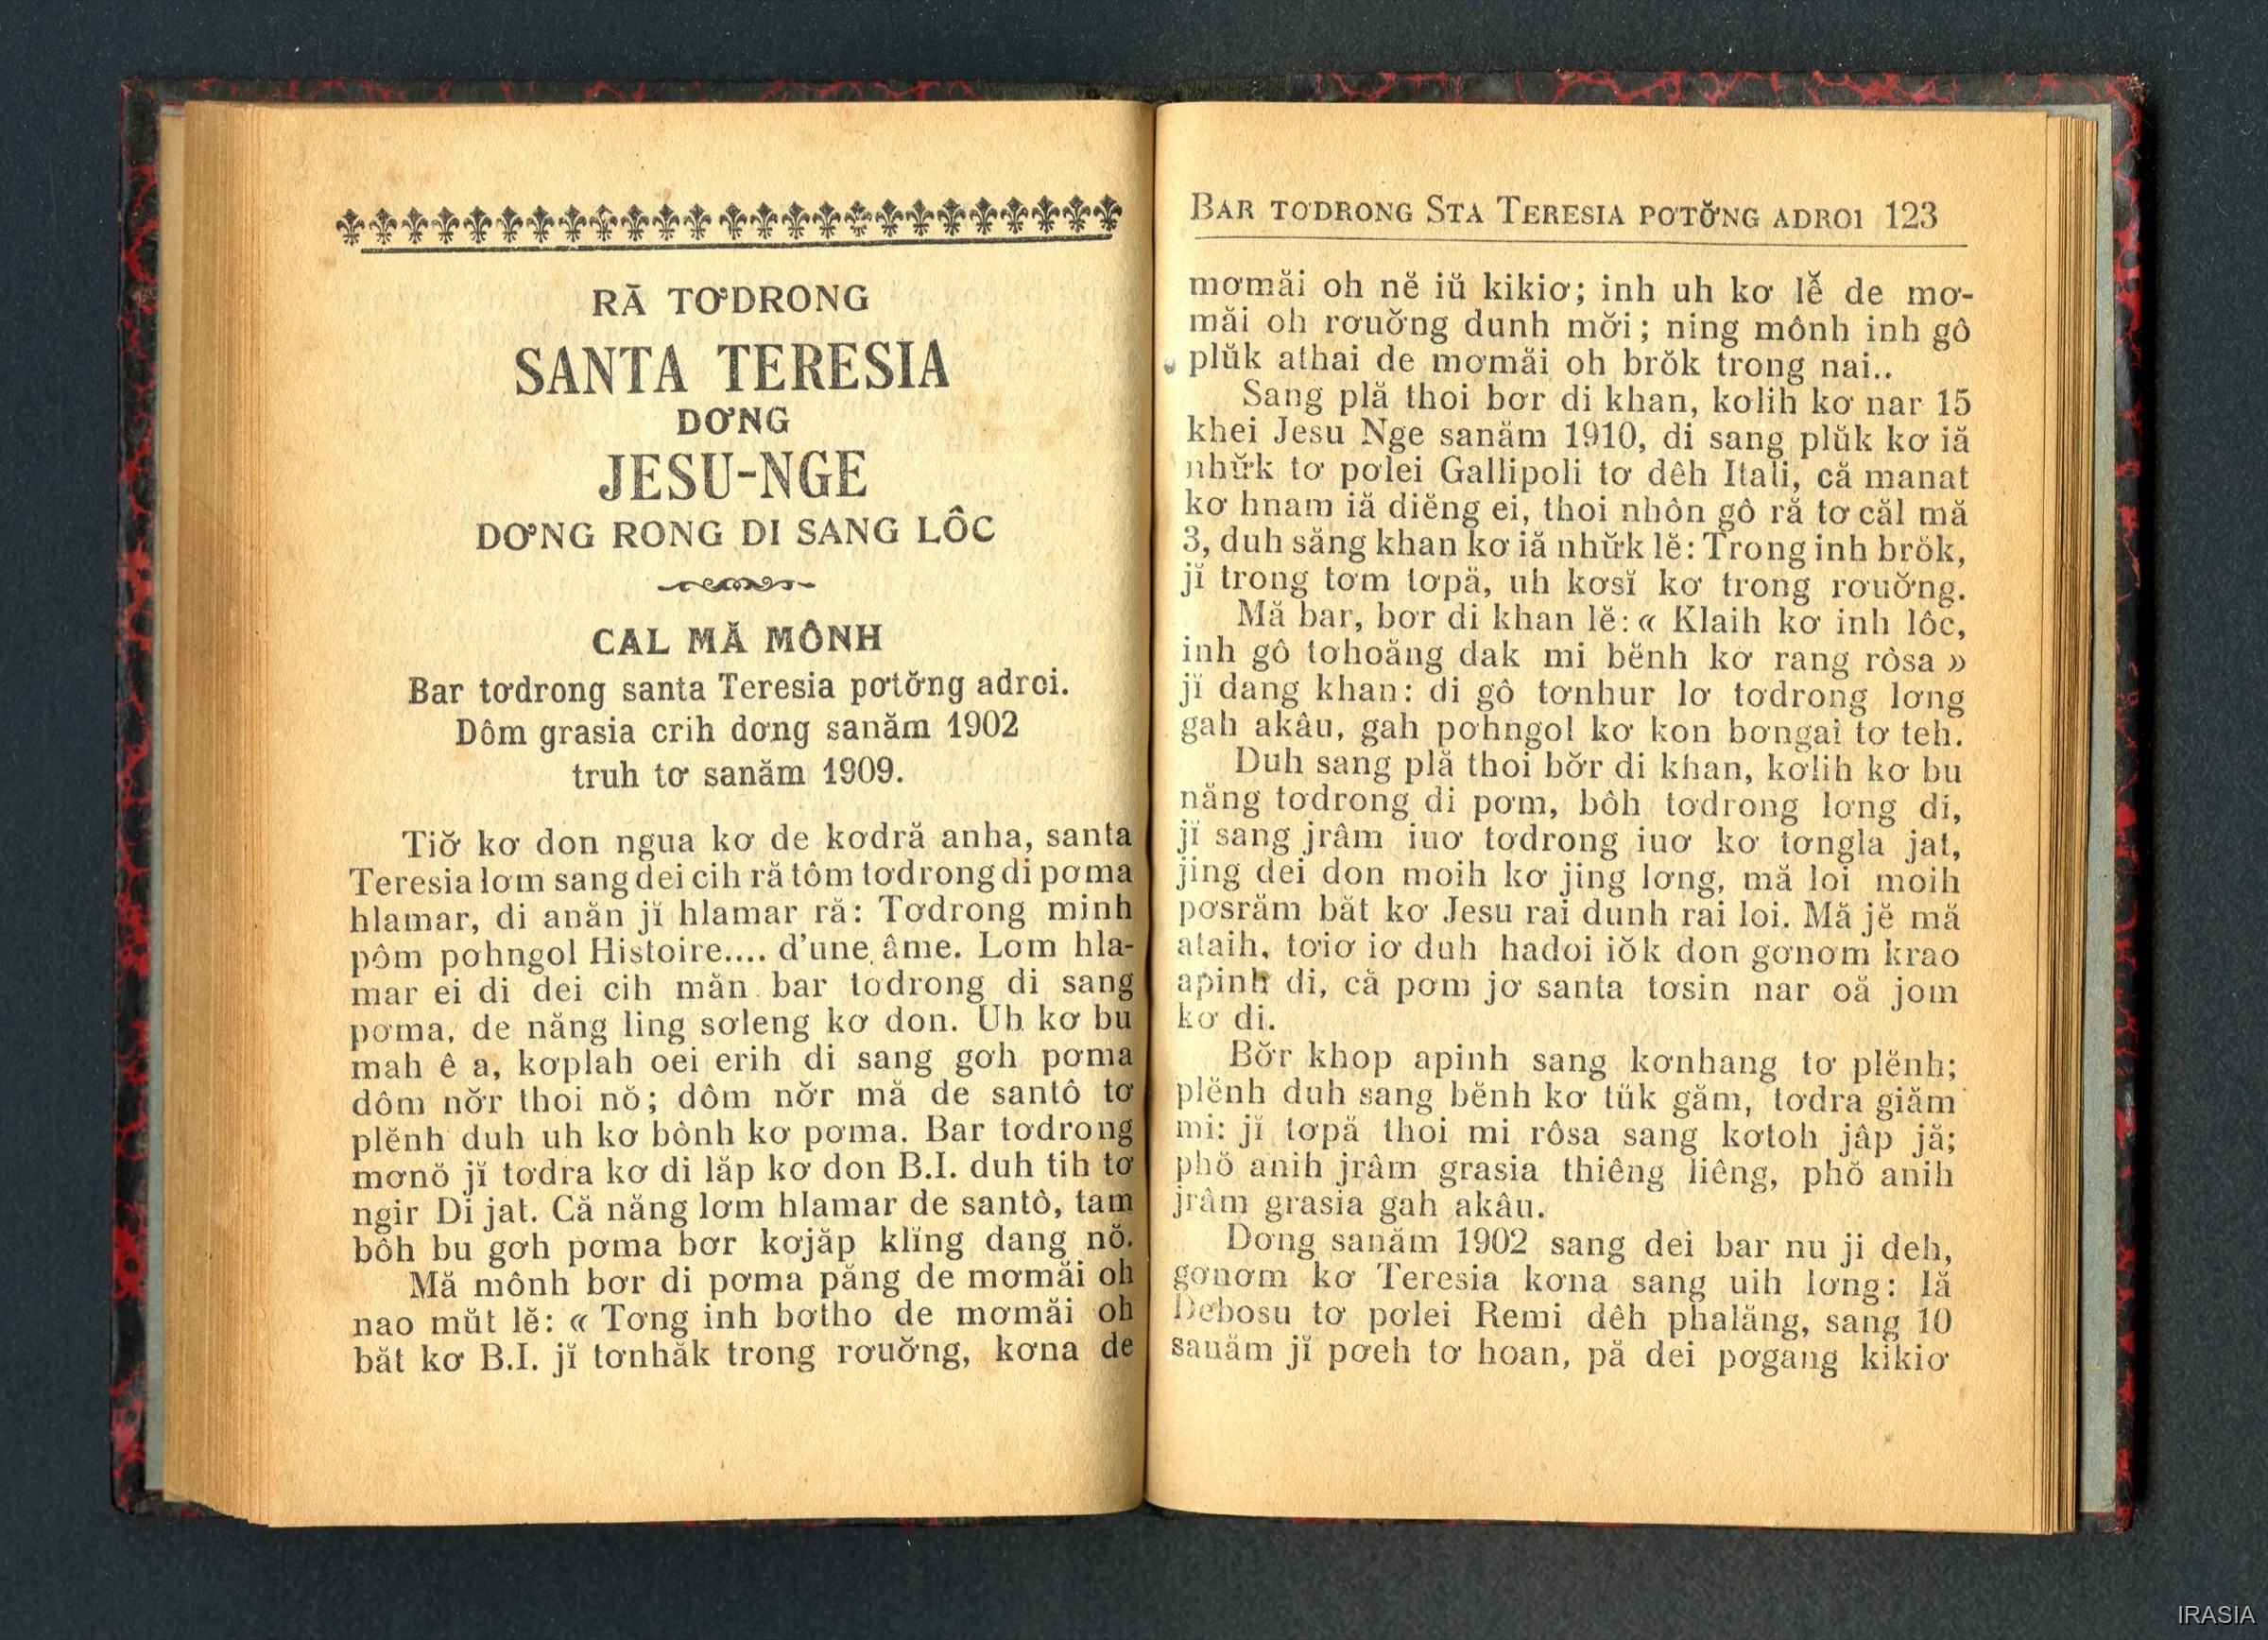 RĂ TƠDRONG
SANTA TERESIA
DƠNG
JESU-NGE
DƠNG RONG DI SANG LÔC
CAL MĂ MÔNH
Bar tơdrong santa Teresia pơtơ̆ng adroi.
Dôm grasia crih dơng sanăm 1902
truh tơ sanăm 1909.
Tiơ̆ kơ don ngua kơ de kơdră anha, santa
Teresia lơm sang dei cih ră tôm tơdrong di pơma
hlamar, di anăn jĭ hlamar ră: Tơdrong minh
pôm pơhngol Histoire.... d'une âme. Lơm hla-
mar ei di dei cih măn bar tơdrong di sang
pơma, de năng ling sơleng kơ don. Uh kơ bu
mah ê a, kơplah oei erih di sang gơh pơma
dôm nơ̆r thoi nŏ; dôm nơ̆r mă de santô tơ
plĕnh duh uh kơ bônh kơ pơma. Bar tơdrong
mơnŏ jĭ tơdra kơ di lăp kơ don B.I. duh tih tơ
ngir Di jat. Că năng lơm hlamar de santô, tam
bôh bu gơh pơma bơr kơjăp klĭng dang nŏ.
Mă mônh bơr di pơma păng de mơmăi oh
nao mŭt lĕ: « Tơng inh bơtho de mơmăi oh
băt kơ B.I. jĭ tơnhăk trong rơuơ̆ng, kơna de
BAR TƠDRONG STA TERESIA PƠTƠ̆NG ADROI 123
mơmăi oh nĕ iŭ kikiơ; inh uh kơ lĕ̆ de mơ-
măi oh rơuơ̆ng dunh mơ̆i; ning mônh inh gô
plŭk athai de mơmăi oh brŏk trong nai..
Sang plă thoi bơr di khan, kơlih kơ nar 15
khei Jesu Nge sanăm 1910, di sang plŭk kơ iă
như̆k tơ pơlei Gallipoli tơ dêh Itali, că manat
kơ hnam iă diĕng ei, thoi nhôn gô ră tơ căl mă
3, duh săng khan kơ iă như̆k lĕ: Trong inh brŏk,
jĭ trong tơm tơpă, uh kơsĭ kơ trong rơuơ̆ng.
Mă bar, bơr di khan lĕ: « Klaih kơ inh lôc,
inh gô tơhoăng dak mi bĕnh kơ rang rôsa »
jĭ dang khan: di gô tơnhur lơ tơdrong lơng
gah akâu, gah pơhngol kơ kon bơngai tơ teh.
Duh sang plă thoi bơ̆r di khan, kơlih kơ bu
năng tơdrong di pơm, bôh tơdrong lơng di,
jĭ sang jrâm iuơ tơdrong iuơ kơ tơngla jat,
jing dei don moih kơ jing lơng, mă loi moih
pơsrăm băt kơ Jesu rai dunh rai loi. Mă jĕ mă
ataih, tơiơ iơ duh hadoi iŏk don gơnơm krao
apinh di, că pơm jơ santa tơsin nar oă jom
kơ di.
Bơ̆r khop apinh sang kơnhang tơ plĕnh;
plĕnh duh sang bĕnh kơ tŭk găm, tơdra giăm
mi: jĭ tơpă thoi mi rôsa sang kơtoh jâp jă;
phŏ anih jrâm grasia thiêng liêng, phŏ anih
jrâm grasia gah akâu.
Dơng sanăm 1902 sang dei bar nu ji deh,
gơnơm kơ Teresia kơna sang uih lơng: Iă
Debosu tơ pơlei Remi dêh phalăng, sang 10
sanăm jĭ pơeh tơ hoan, pă dei pơgang kikiơ
IRASIA